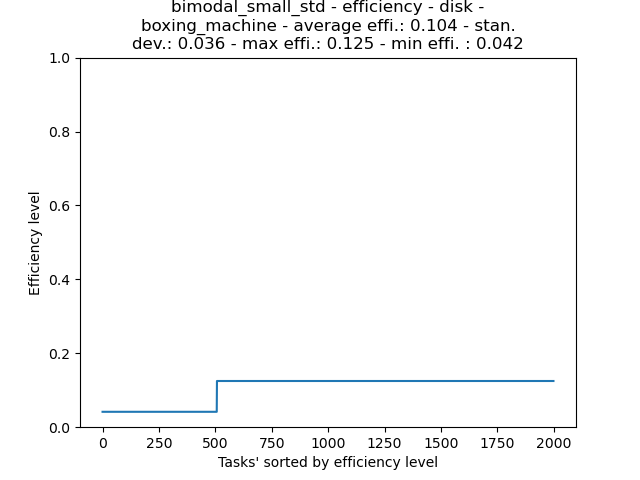 bimodal_small_std - efficiency - disk -
boxing_machine - average effi.: 0.104 - stan.
dev.: 0.036 - max effi.: 0.125 - min effi. : 0.042
1.0
0.8
0.6
0.4
0.2
0.0
Efficiency level
0 250 500 750 1000 1250 1500 1750 2000
Tasks' sorted by efficiency level